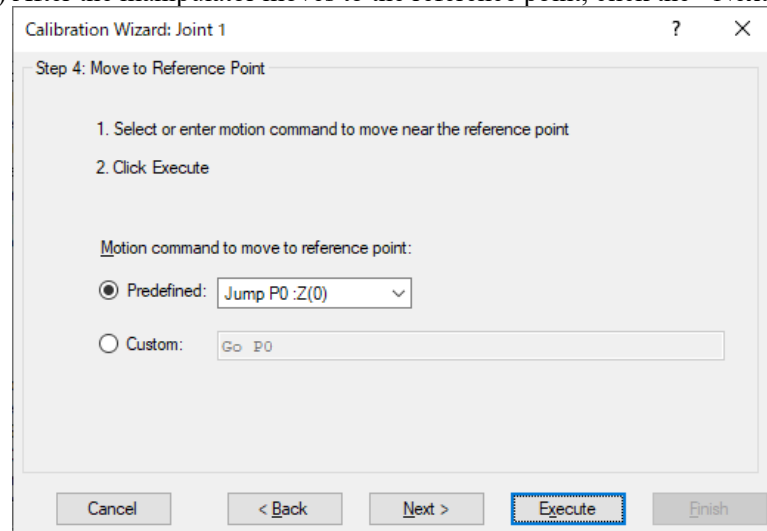 Calibration Wizard: Joint 1 ?
Step 4: Move to Reference Point
1. Select or enter motion command to move near the reference point
2. Click Execute
Motion command to move to reference point:
Predefined: Jump P0 :Z(0)
Custom: Go P0
Cancel < Back Next > Execute Finish